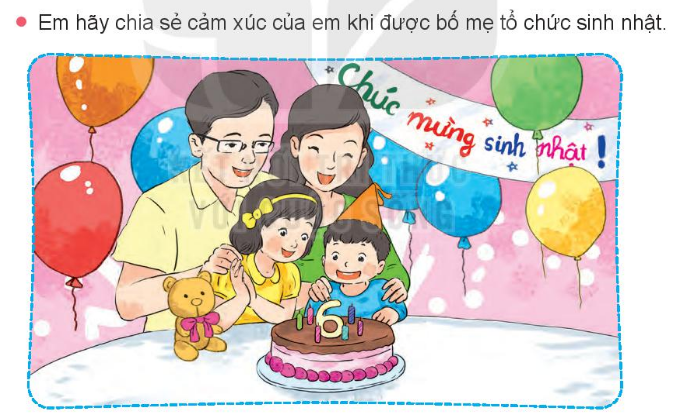 Em hãy chia sẻ cảm xúc của em khi được bố mẹ tổ chức sinh nhật.
Chúc mừng sinh nhật!
6